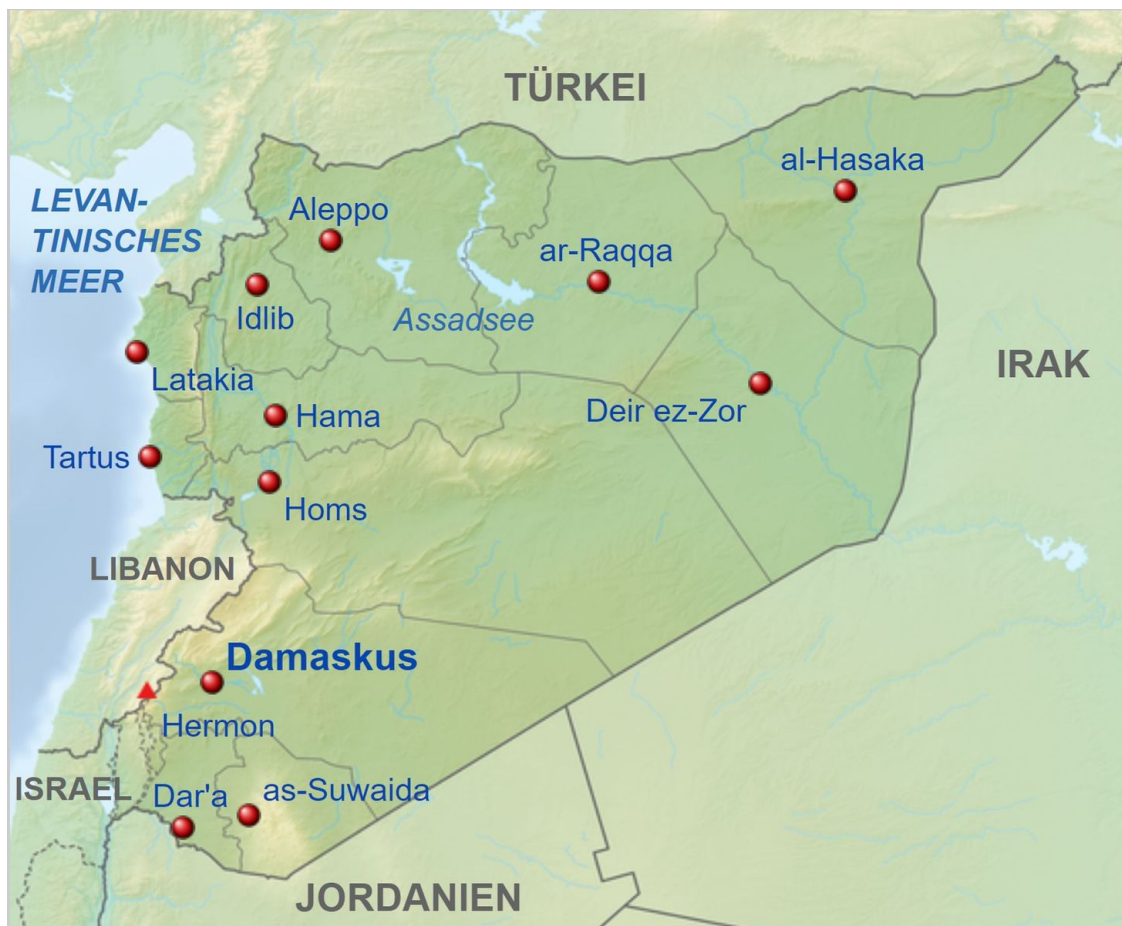 TÜRKEI
al-Hasaka
LEVAN-
TINISCHES
MEER
Aleppo
ar-Raqqa
Idlib
Assadsee
IRAK
Latakia
Deir ez-Zor
Hama
Tartus
Homs
LIBANON
Damaskus
Hermon
ISRAEL
Dar'a
as-Suwaida
JORDANIEN